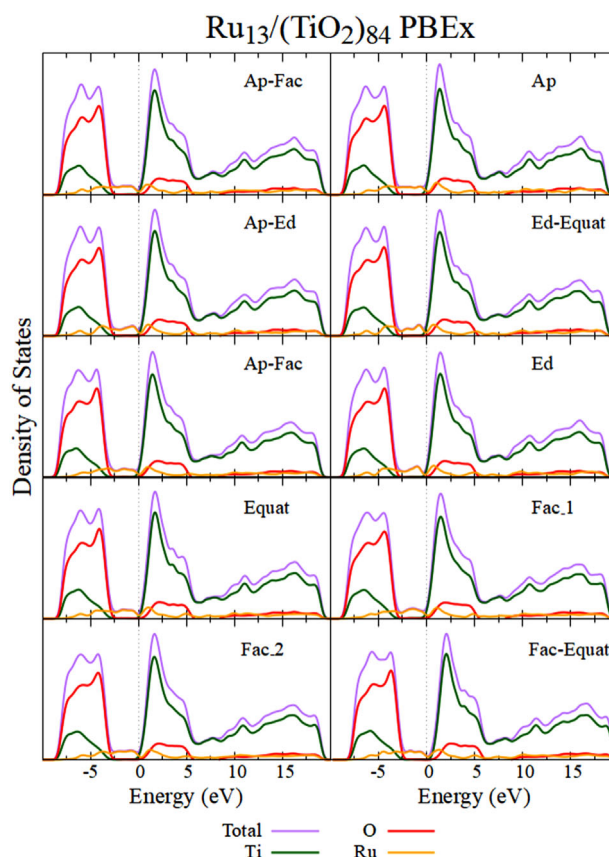 Ru13/(TiO2)84 PBEx
Ap-Fac
Ap
Ap-Ed
Ed-Equat
Ap-Fac
Ed
Equat
Fac_1
Fac_2
Fac-Equat
Density of States
-5 0 5 10 15
-5 0 5 10 15
Energy (eV)
Energy (eV)
Total
O
Ti
Ru